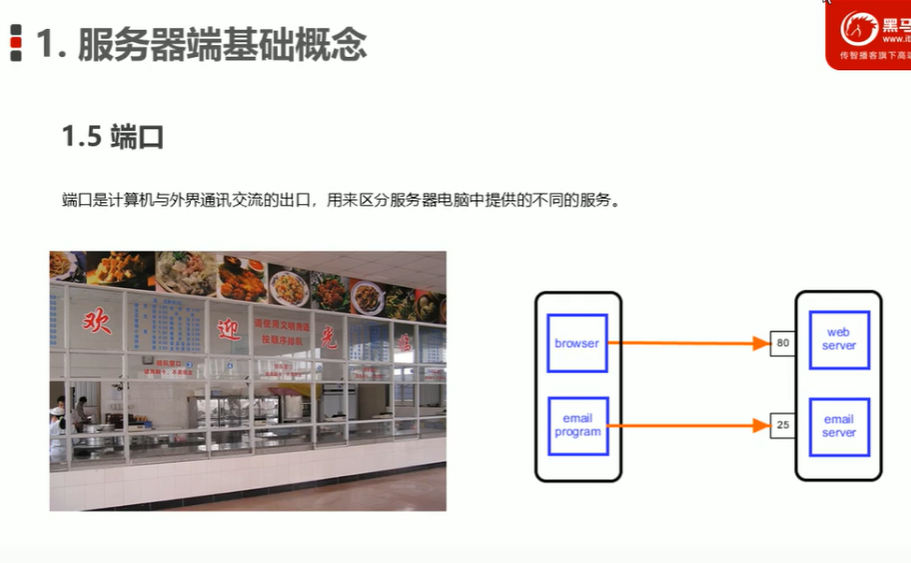 1. 服务器端基础概念
黑马
www.it
传智播客旗下高端
1.5 端口
端口是计算机与外界通讯交流的出口，用来区分服务器电脑中提供的不同的服务。
欢
迎
光
临
请使用文明用语
按顺序排队
browser
80
web
server
email
program
25
email
server